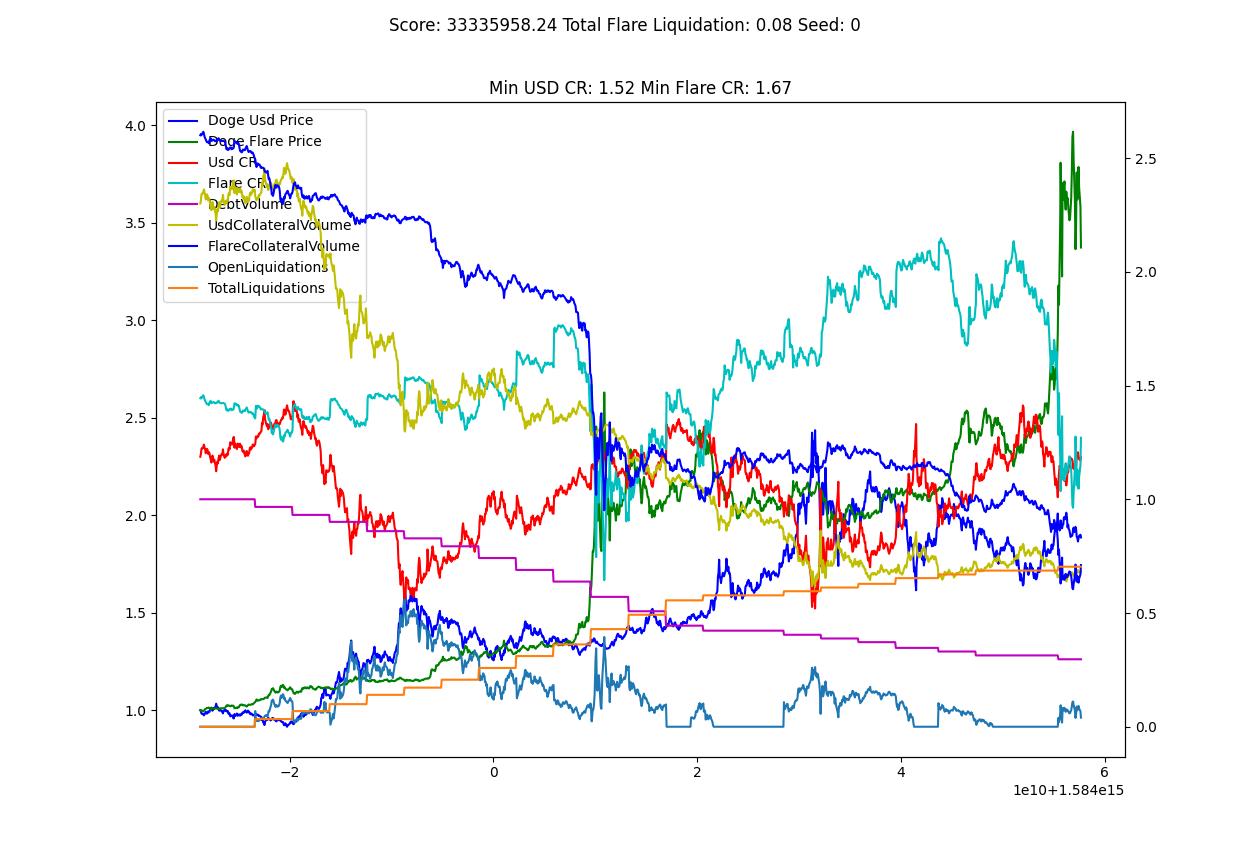 Score: 33335958.24 Total Flare Liquidation: 0.08 Seed: 0
Min USD CR: 1.52 Min Flare CR: 1.67
Doge Usd Price
Doge Flare Price
Usd CR
Flare CR
DebtVolume
UsdCollateralVolume
FlareCollateralVolume
OpenLiquidations
TotalLiquidations
4.0
3.5
3.0
2.5
2.0
1.5
1.0
2.5
2.0
1.5
1.0
0.5
0.0
−2
0
2
4
6
1e10+1.584e15